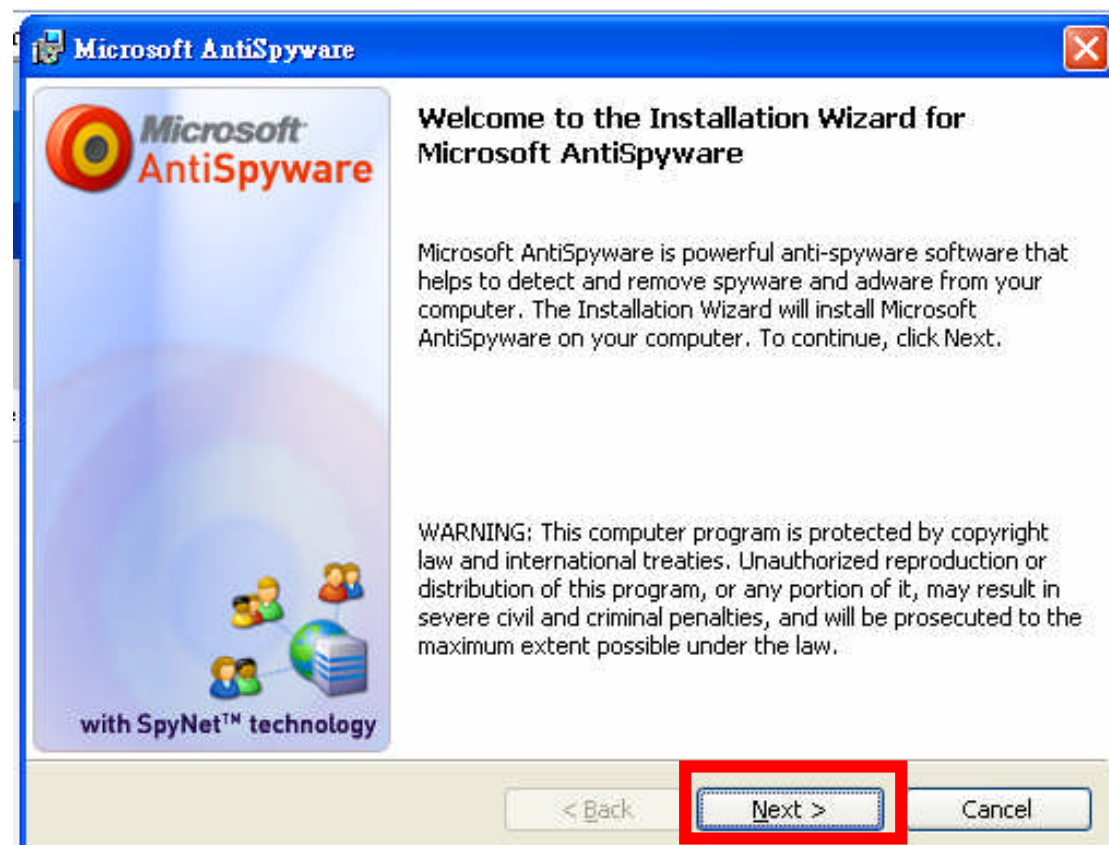 Microsoft AntiSpyware
Microsoft
AntiSpyware
Welcome to the Installation Wizard for
Microsoft AntiSpyware
Microsoft AntiSpyware is powerful anti-spyware software that
helps to detect and remove spyware and adware from your
computer. The Installation Wizard will install Microsoft
AntiSpyware on your computer. To continue, click Next.
WARNING: This computer program is protected by copyright
law and international treaties. Unauthorized reproduction or
distribution of this program, or any portion of it, may result in
severe civil and criminal penalties, and will be prosecuted to the
maximum extent possible under the law.
with SpyNet™ technology
< Back
Next >
Cancel